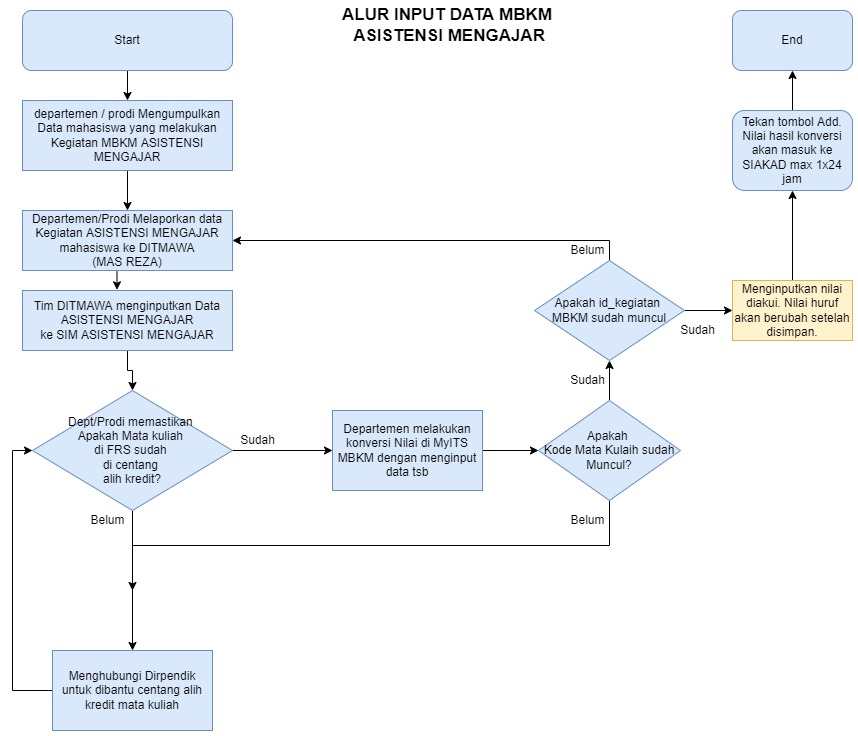 ALUR INPUT DATA MBKM
ASISTENSI MENGAJAR
Start
departemen / prodi Mengumpulkan
Data mahasiswa yang melakukan
Kegiatan MBKM ASISTENSI
MENGAJAR
Departemen/Prodi Melaporkan data
Kegiatan ASISTENSI MENGAJAR
mahasiswa ke DITMAWA
(MAS REZA)
Tim DITMAWA menginputkan Data
ASISTENSI MENGAJAR
ke SIM ASISTENSI MENGAJAR
Dept/Prodi memastikan
Apakah Mata kuliah
di FRS sudah
di centang
alih kredit?
Sudah
Belum
Menghubungi Dirpendik
untuk dibantu centang alih
kredit mata kuliah
Departemen melakukan
konversi Nilai di MyITS
MBKM dengan menginput
data tsb
Apakah
Kode Mata Kulaih sudah
Muncul?
Belum
Sudah
Apakah id_kegiatan
MBKM sudah muncul
Belum
Sudah
Menginputkan nilai
diakui. Nilai huruf
akan berubah setelah
disimpan.
Tekan tombol Add.
Nilai hasil konversi
akan masuk ke
SIAKAD max 1x24
jam
End